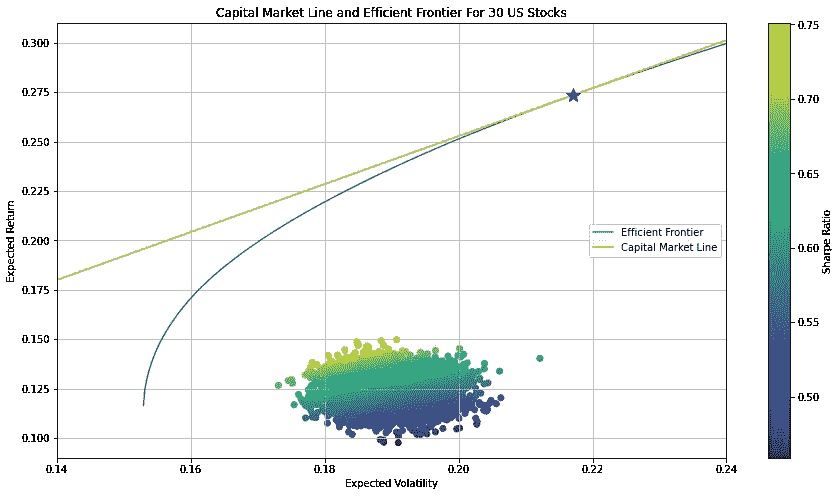 Capital Market Line and Efficient Frontier For 30 US Stocks
0.300
0.275
0.250
0.225
0.200
0.175
0.150
0.125
0.100
Expected Return
0.14 0.16 0.18 0.20 0.22 0.24
Expected Volatility
Efficient Frontier
Capital Market Line
0.75
0.70
0.65
0.60
0.55
0.50
Sharpe Ratio